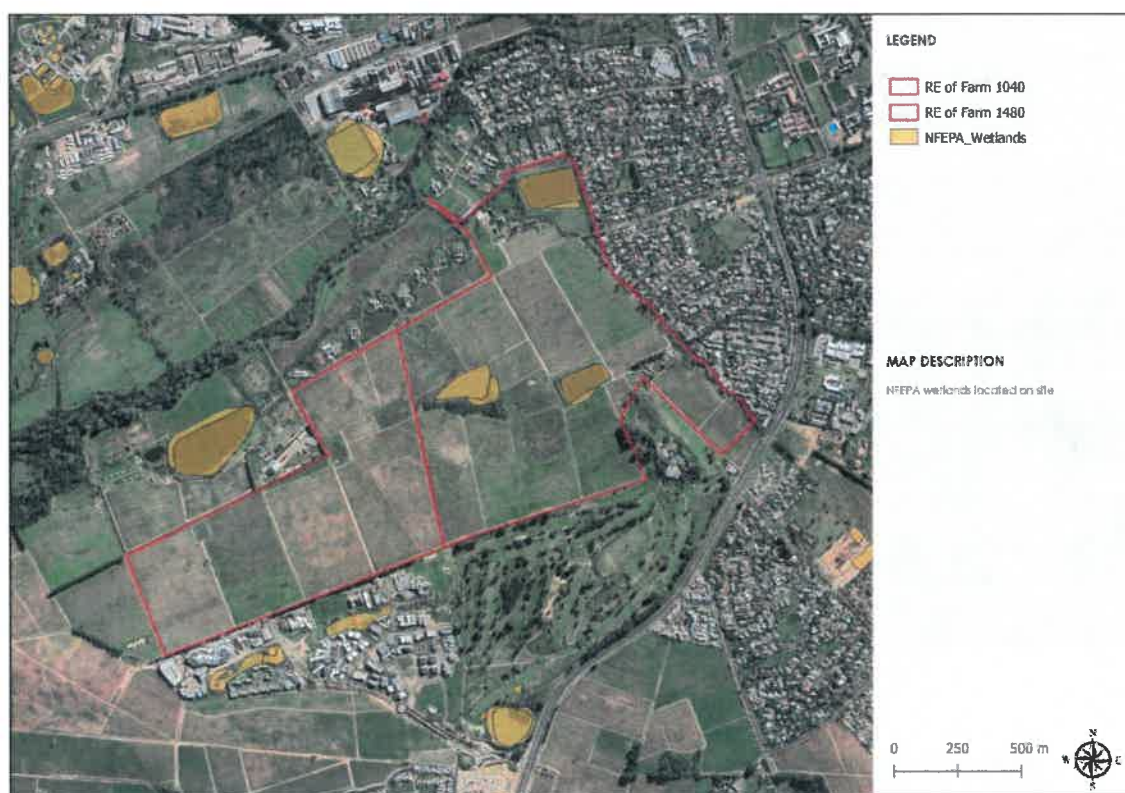 LEGEND
RE of Farm 1040
RE of Farm 1480
NFEPA_Wetlands
MAP DESCRIPTION
NFEPA wetlands located on site
0 250 500 m
N
W E
S